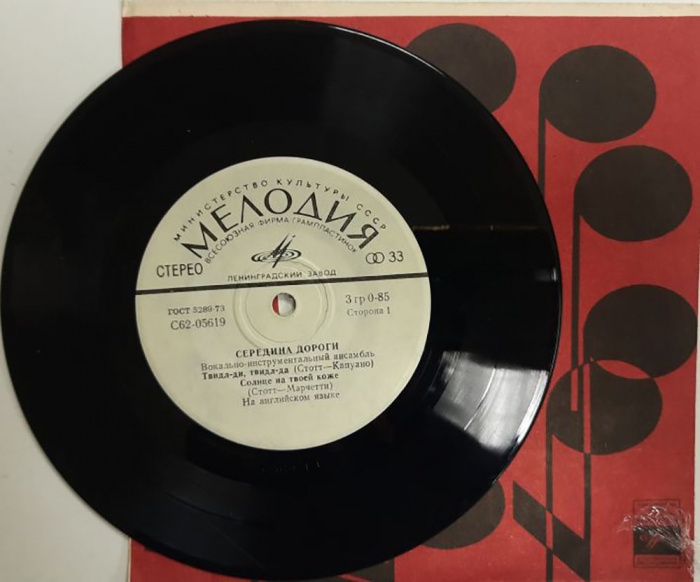 МИНИСТЕРСТВО КУЛЬТУРЫ СССР
МЕЛОДИЯ
ВСЕСОЮЗНАЯ ФИРМА ГРАМПЛАСТИНОК
СТЕРЕО
33
ЛЕНИНГРАДСКИЙ ЗАВОД
ГОСТ 5289-73
3 гр 0-85
С62-05619
Сторона 1
СЕРЕДИНА ДОРОГИ
Вокально-инструментальный ансамбль
Твидл-ди, твидл-да (Стотт—Капуано)
Солнце на твоей коже
(Стотт—Марчетти)
На английском языке